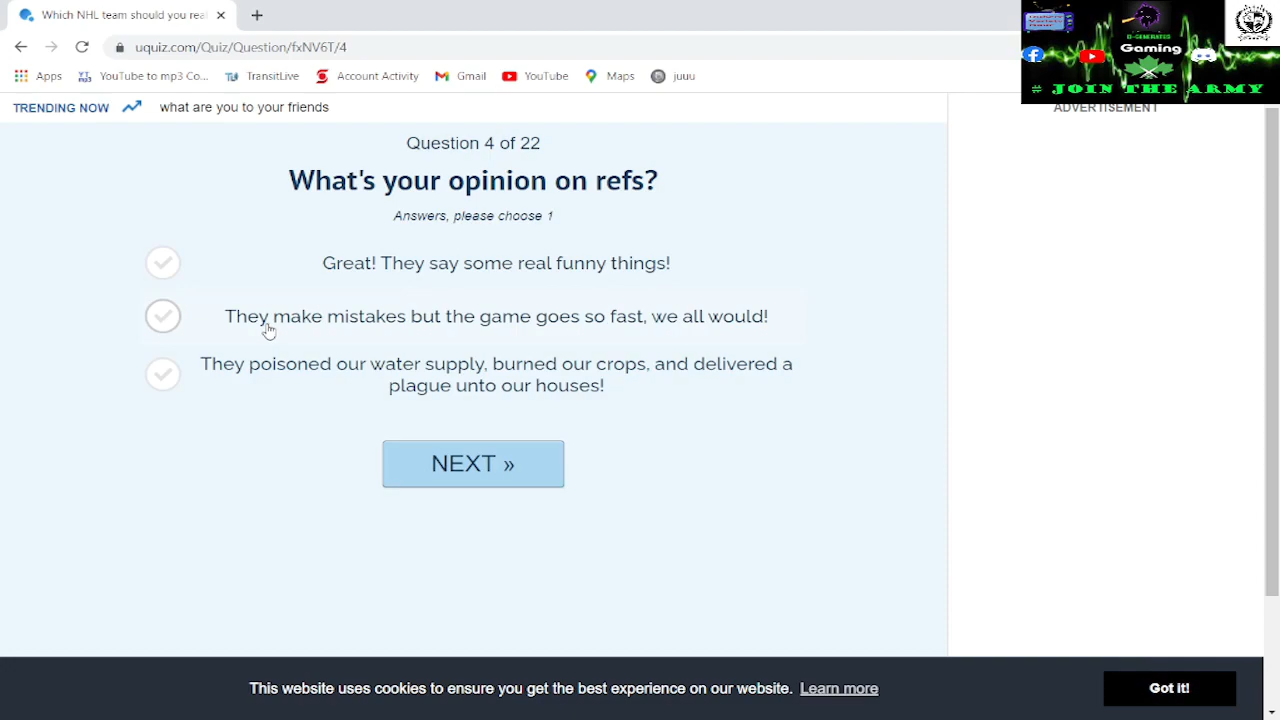 Which NHL team should you real
uquiz.com/Quiz/Question/fxNV6T/4
Apps
YouTube to mp3 Co...
TransitLive
Account Activity
Gmail
YouTube
Maps
juuu
Gaming
# JOIN THE ARMY
TRENDING NOW
what are you to your friends
ADVERTISEMENT
Question 4 of 22
What's your opinion on refs?
Answers, please choose 1
Great! They say some real funny things!
They make mistakes but the game goes so fast, we all would!
They poisoned our water supply, burned our crops, and delivered a
plague unto our houses!
NEXT »
This website uses cookies to ensure you get the best experience on our website. Learn more
Got it!